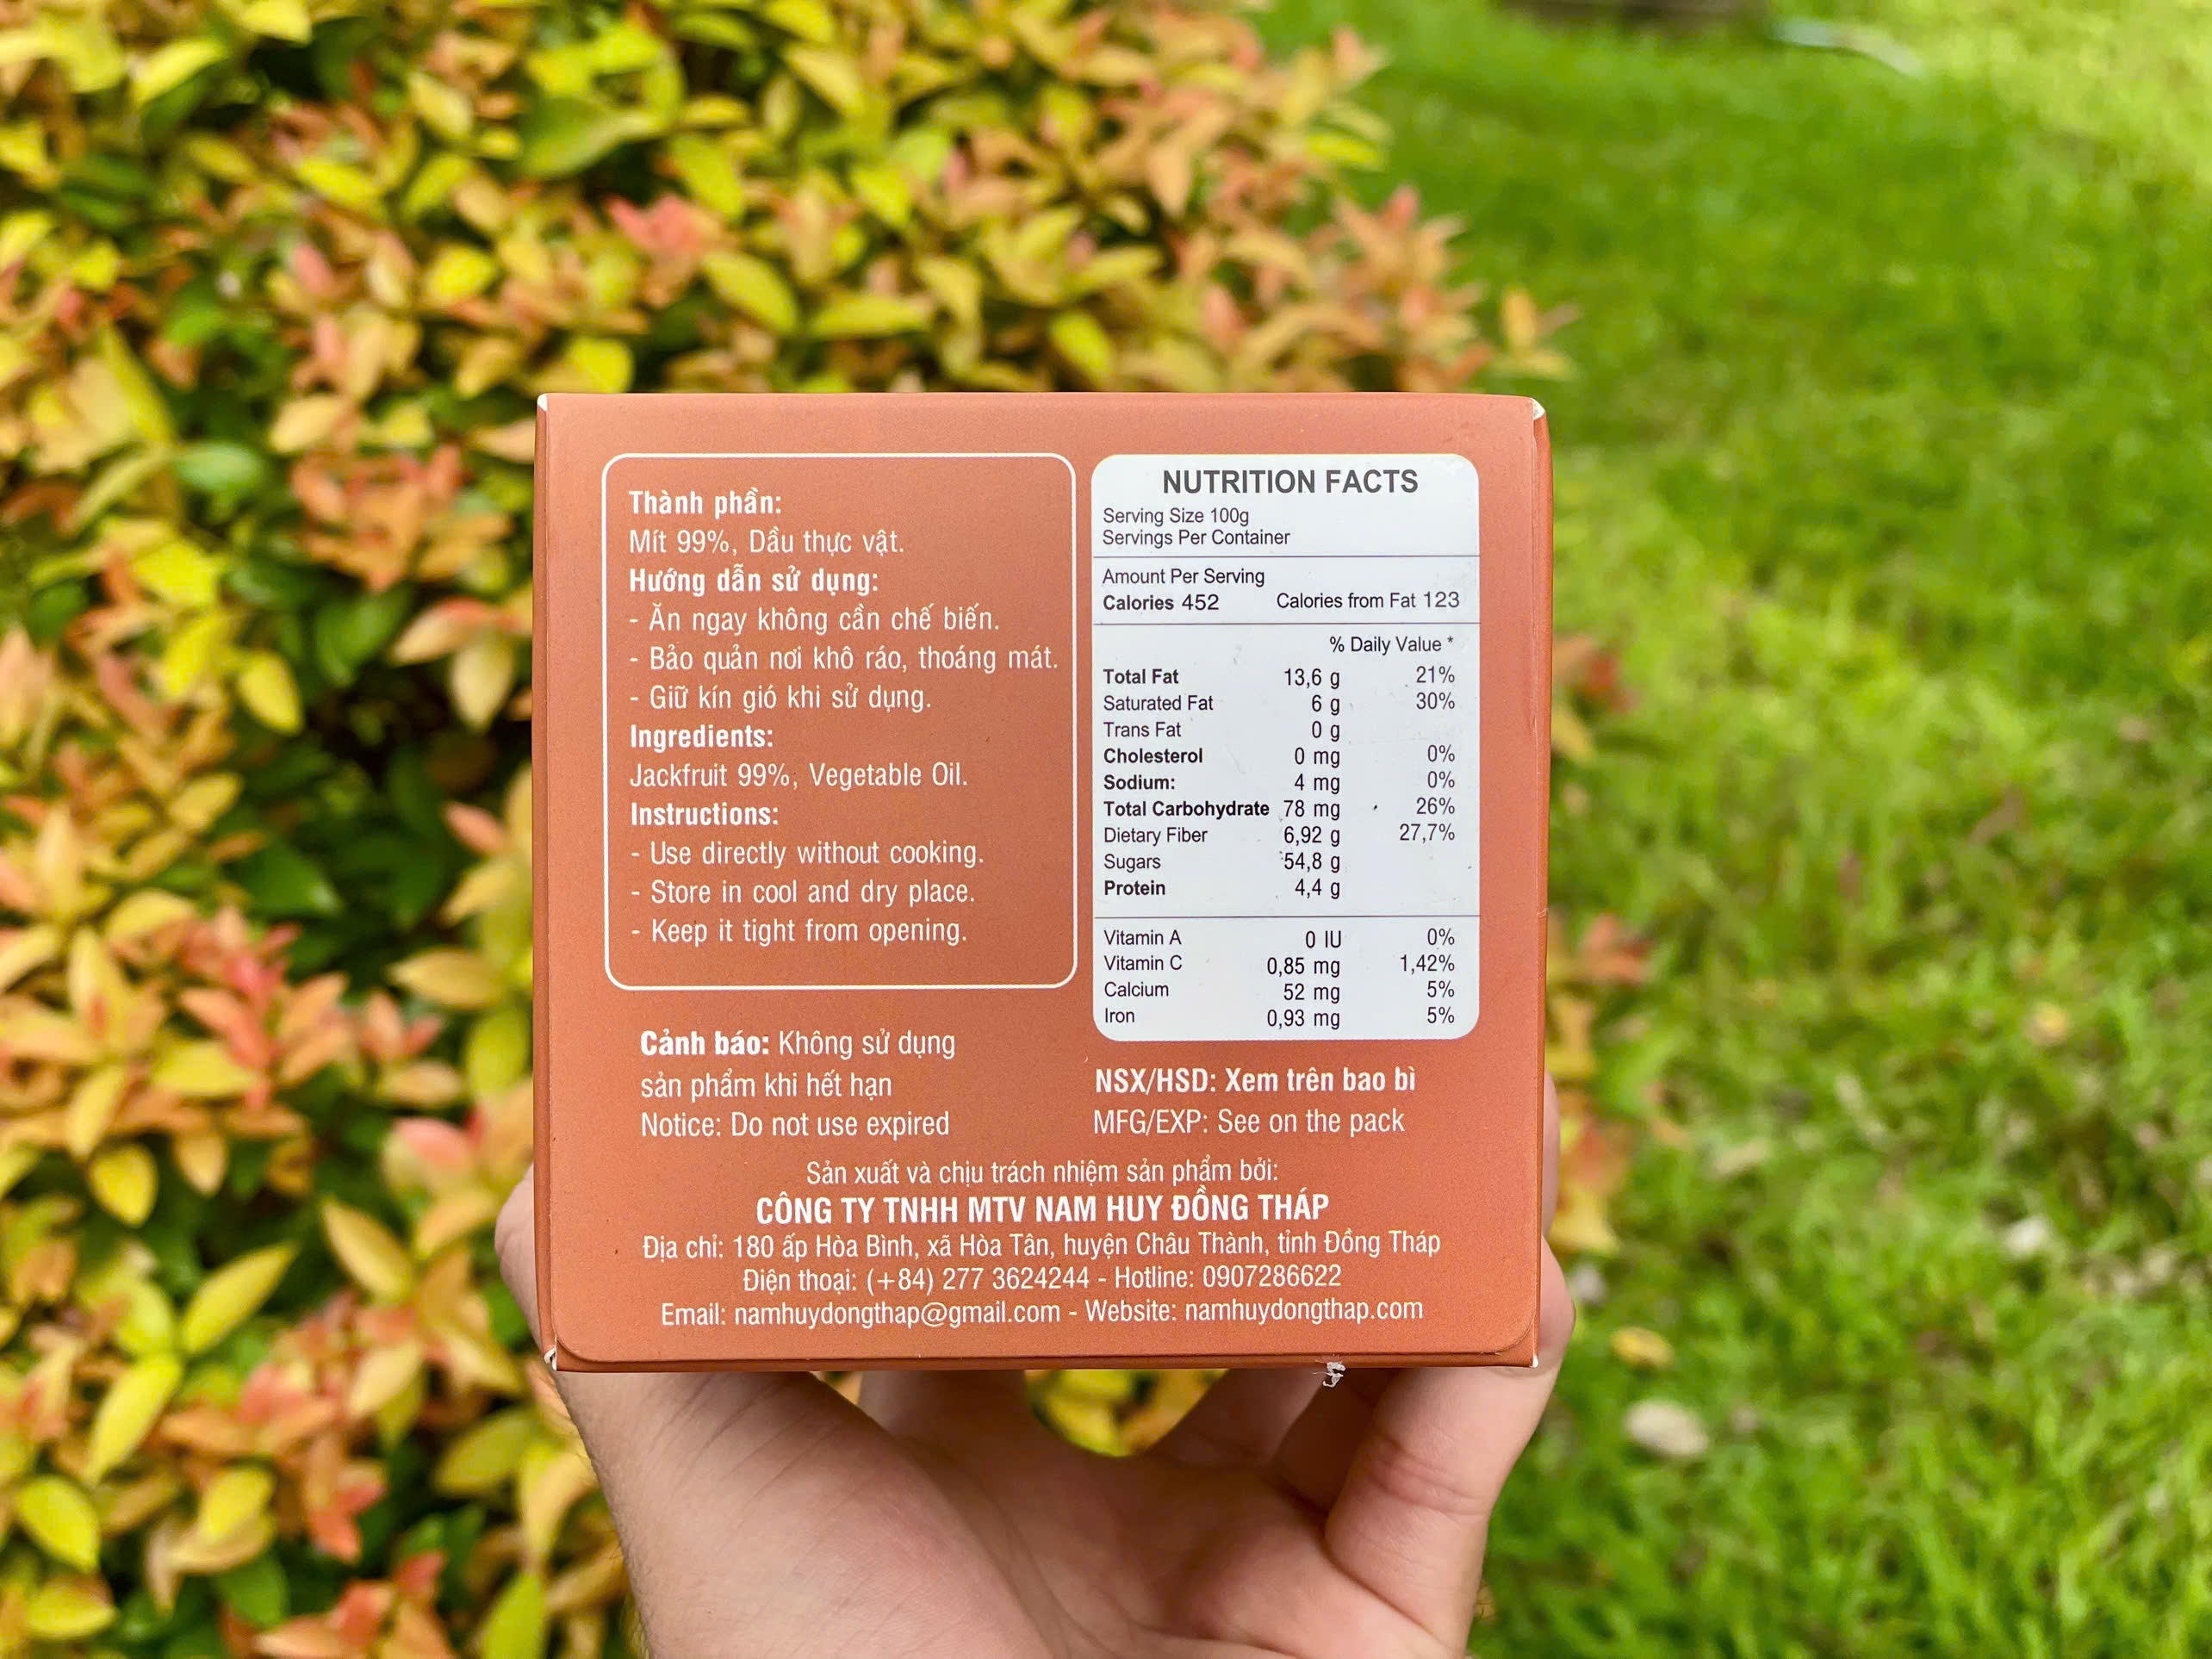 Thành phần:
Mít 99%, Dầu thực vật.
Hướng dẫn sử dụng:
- Ăn ngay không cần chế biến.
- Bảo quản nơi khô ráo, thoáng mát.
- Giữ kín gió khi sử dụng.
Ingredients:
Jackfruit 99%, Vegetable Oil.
Instructions:
- Use directly without cooking.
- Store in cool and dry place.
- Keep it tight from opening.
NUTRITION FACTS
Serving Size 100g
Servings Per Container
Amount Per Serving
Calories 452 Calories from Fat 123
% Daily Value *
Total Fat 13,6 g 21%
Saturated Fat 6 g 30%
Trans Fat 0 g
Cholesterol 0 mg 0%
Sodium: 4 mg 0%
Total Carbohydrate 78 mg 26%
Dietary Fiber 6,92 g 27,7%
Sugars 54,8 g
Protein 4,4 g
Vitamin A 0 IU 0%
Vitamin C 0,85 mg 1,42%
Calcium 52 mg 5%
Iron 0,93 mg 5%
Cảnh báo: Không sử dụng
sản phẩm khi hết hạn
Notice: Do not use expired
NSX/HSD: Xem trên bao bì
MFG/EXP: See on the pack
Sản xuất và chịu trách nhiệm sản phẩm bởi:
CÔNG TY TNHH MTV NAM HUY ĐỒNG THÁP
Địa chỉ: 180 ấp Hòa Bình, xã Hòa Tân, huyện Châu Thành, tỉnh Đồng Tháp
Điện thoại: (+84) 277 3624244 - Hotline: 0907286622
Email: namhuydongthap@gmail.com - Website: namhuydongthap.com